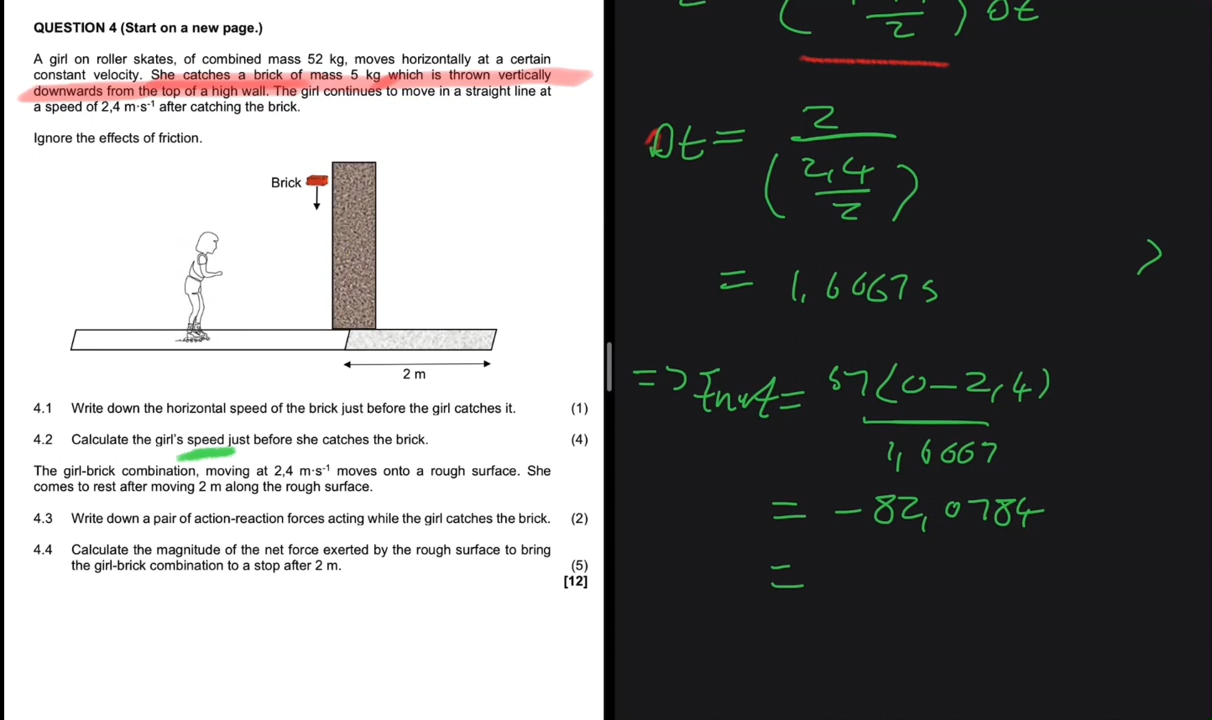 QUESTION 4 (Start on a new page.)
A girl on roller skates, of combined mass 52 kg, moves horizontally at a certain
constant velocity. She catches a brick of mass 5 kg which is thrown vertically
downwards from the top of a high wall. The girl continues to move in a straight line at
a speed of 2,4 m·s⁻¹ after catching the brick.
Ignore the effects of friction.
Brick
2 m
4.1 Write down the horizontal speed of the brick just before the girl catches it. (1)
4.2 Calculate the girl's speed just before she catches the brick. (4)
The girl-brick combination, moving at 2,4 m·s⁻¹ moves onto a rough surface. She
comes to rest after moving 2 m along the rough surface.
4.3 Write down a pair of action-reaction forces acting while the girl catches the brick. (2)
4.4 Calculate the magnitude of the net force exerted by the rough surface to bring
the girl-brick combination to a stop after 2 m. (5)
[12]
2 ) Δt
Δt = 2
( 2,4
2 )
= 1,6667 s
)
=> Fnet = 57(0-2,4)
1,6667
= -82,0784
=